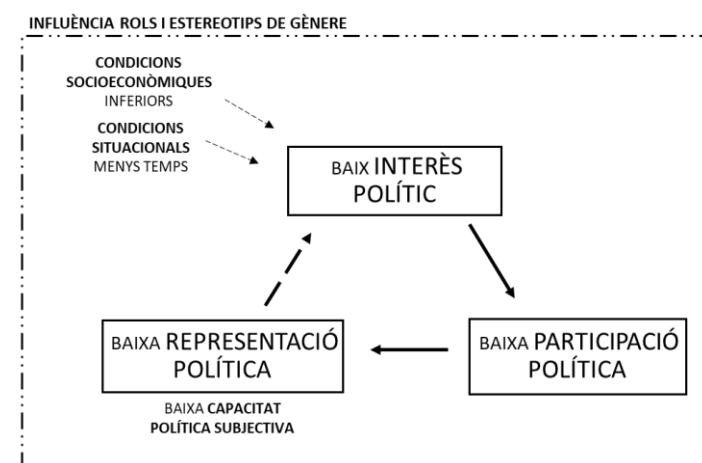 INFLUÈNCIA ROLS I ESTEREOTIPS DE GÈNERE
CONDICIONS
SOCIOECONÒMIQUES
INFERIORS
CONDICIONS
SITUACIONALS
MENYS TEMPS
BAIX INTERÈS
POLÍTIC
BAIXA REPRESENTACIÓ
POLÍTICA
BAIXA PARTICIPACIÓ
POLÍTICA
BAIXA CAPACITAT
POLÍTICA SUBJECTIVA